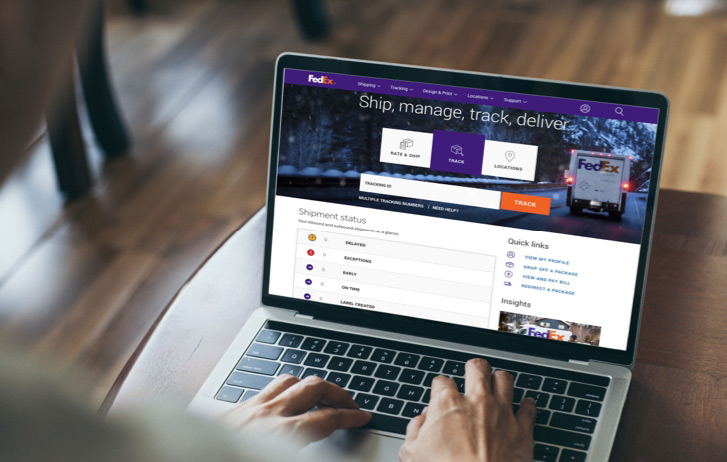 FedEx
Shipping Tracking Design & Print Locations Support
Ship, manage, track, deliver
RATE & SHIP
TRACK
LOCATIONS
FedEx
TRACKING ID
TRACK
MULTIPLE TRACKING NUMBERS | NEED HELP?
Shipment status
Your inbound and outbound at a glance.
0 DELAYED
0 EXCEPTIONS
0 EARLY
0 ON TIME
0 LABEL CREATED
Quick links
VIEW MY PROFILE
DROP OFF A PACKAGE
VIEW AND PAY BILL
REDIRECT A PACKAGE
Insights
FedEx